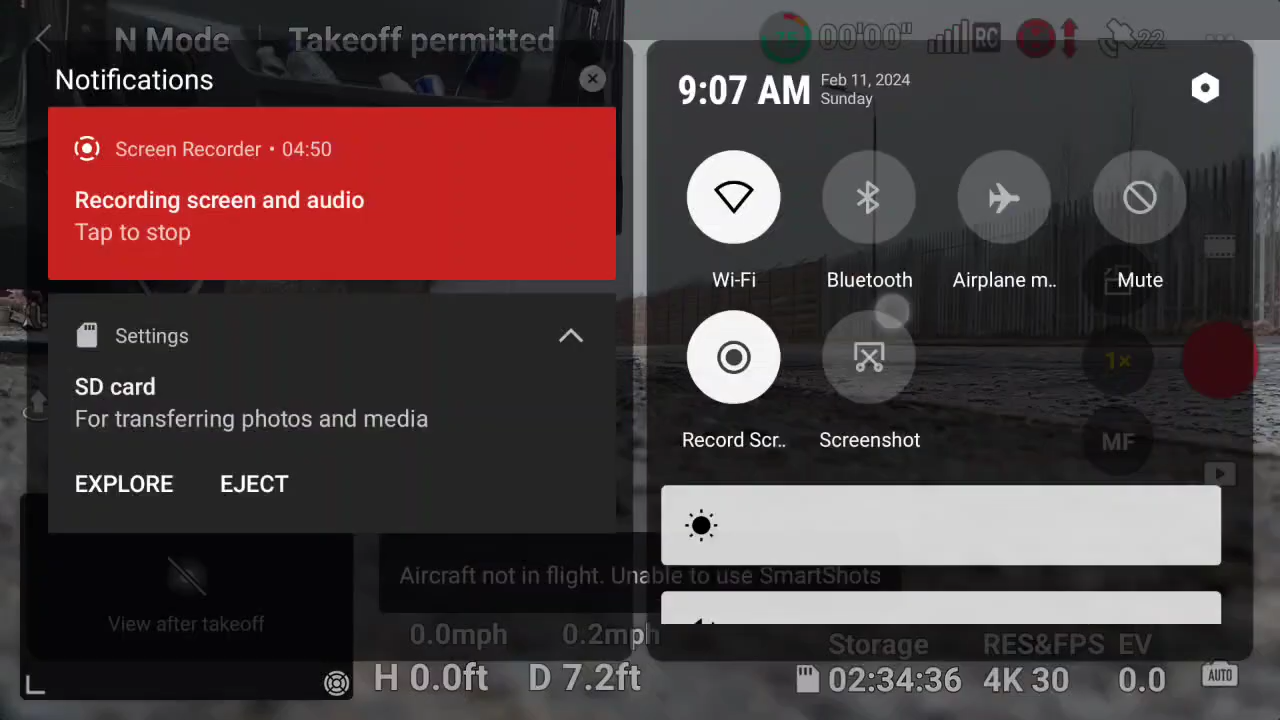 N Mode
Takeoff permitted
00'00"
RC
22
Notifications
Screen Recorder • 04:50
Recording screen and audio
Tap to stop
Settings
SD card
For transferring photos and media
EXPLORE
EJECT
9:07 AM
Feb 11, 2024
Sunday
Wi-Fi
Bluetooth
Airplane m..
Mute
Record Scr..
Screenshot
1×
MF
View after takeoff
Aircraft not in flight. Unable to use SmartShots
0.0mph
0.2mph
H 0.0ft
D 7.2ft
Storage
RES&FPS
EV
02:34:36
4K 30
0.0
AUTO